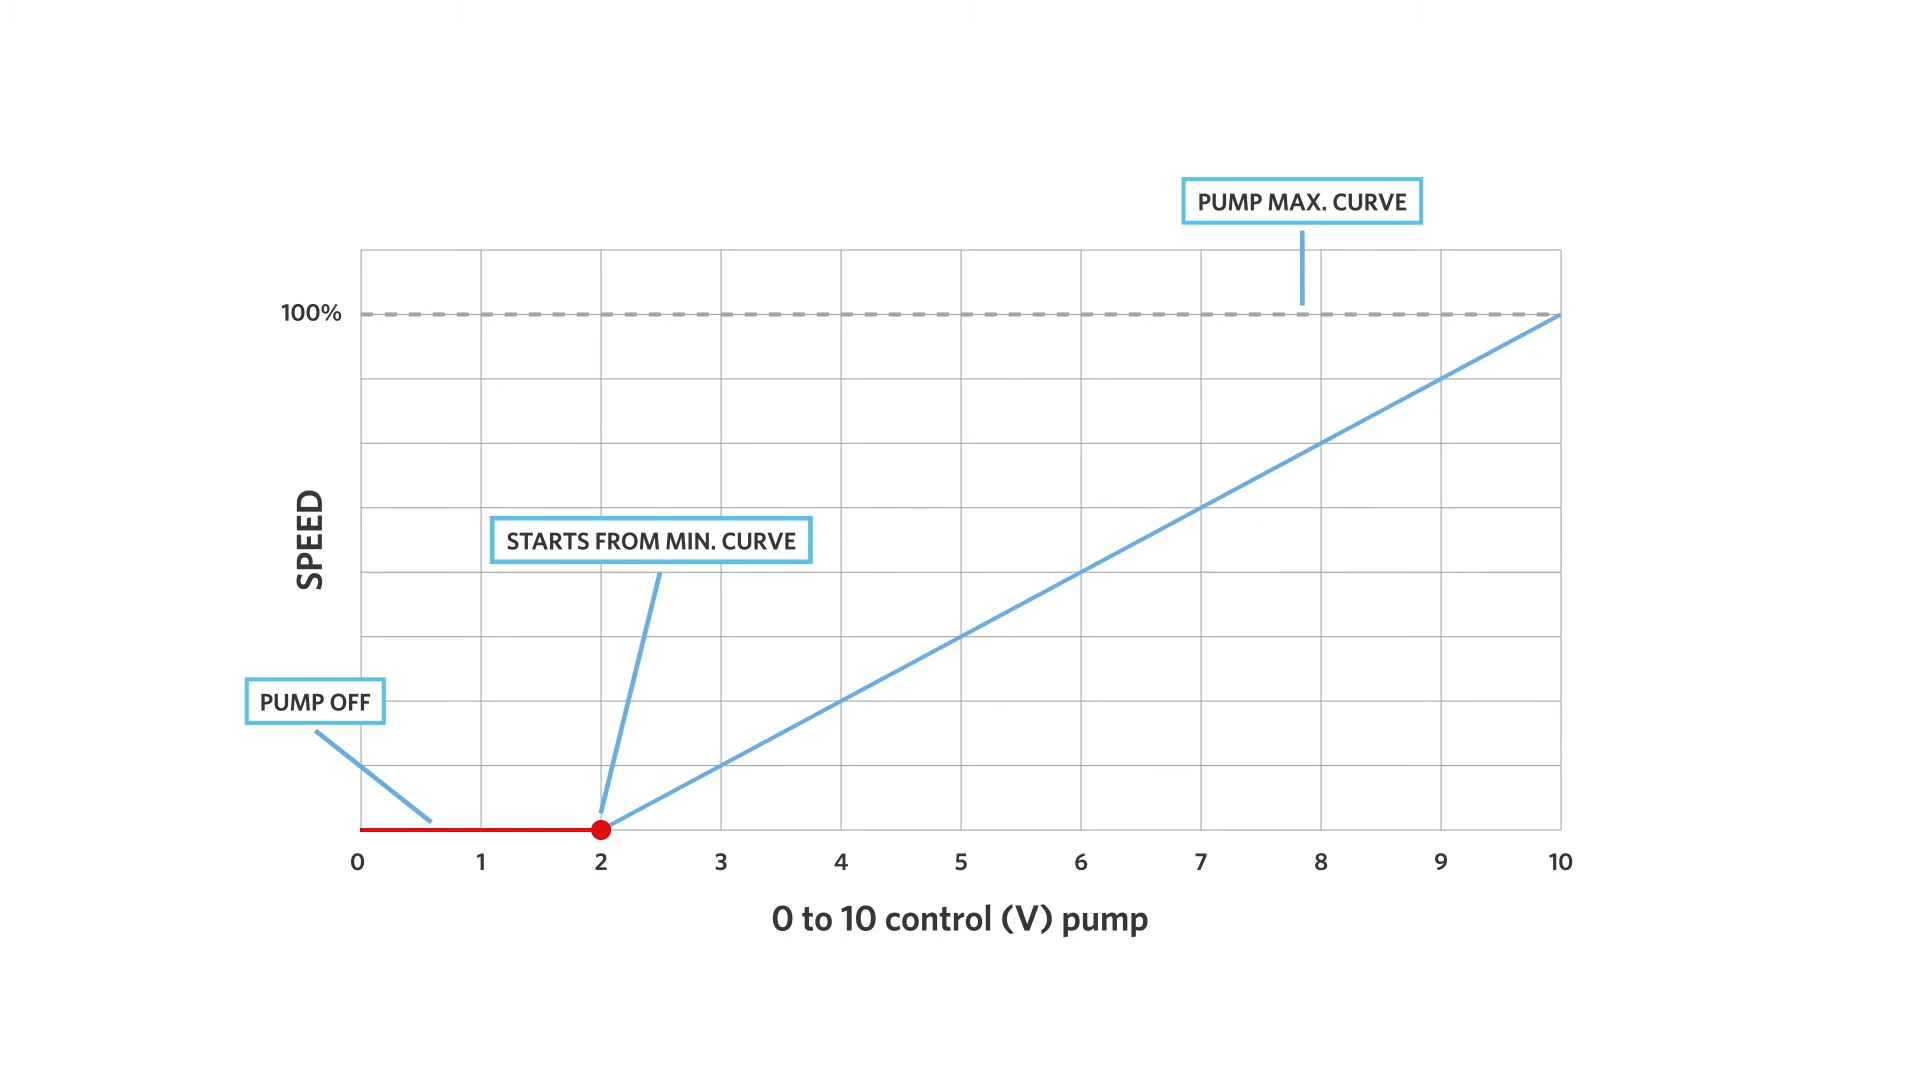 PUMP MAX. CURVE
100%
SPEED
STARTS FROM MIN. CURVE
PUMP OFF
0 1 2 3 4 5 6 7 8 9 10
0 to 10 control (V) pump